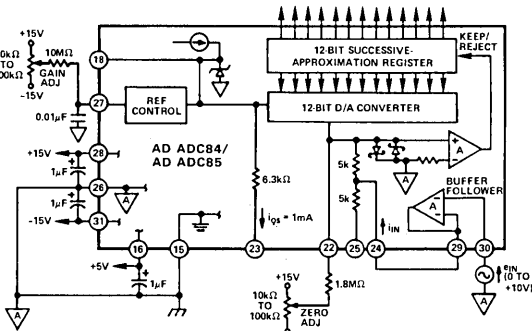 +15V
0kΩ
TO
00kΩ
-15V
10MΩ
GAIN
ADJ
0.01μF
+15V
1μF
1μF
-15V
18
27
28
26
31
REF
CONTROL
AD ADC84/
AD ADC85
A
A
12-BIT SUCCESSIVE-
APPROXIMATION REGISTER
KEEP/
REJECT
12-BIT D/A CONVERTER
6.3kΩ
iQs = 1mA
5k
5k
A
A
BUFFER
FOLLOWER
A
iIN
16
15
23
22
25
24
29
30
+5V
1μF
+15V
10kΩ
TO
100kΩ
ZERO
ADJ
1.8MΩ
eIN
(0 TO
+10V)
A